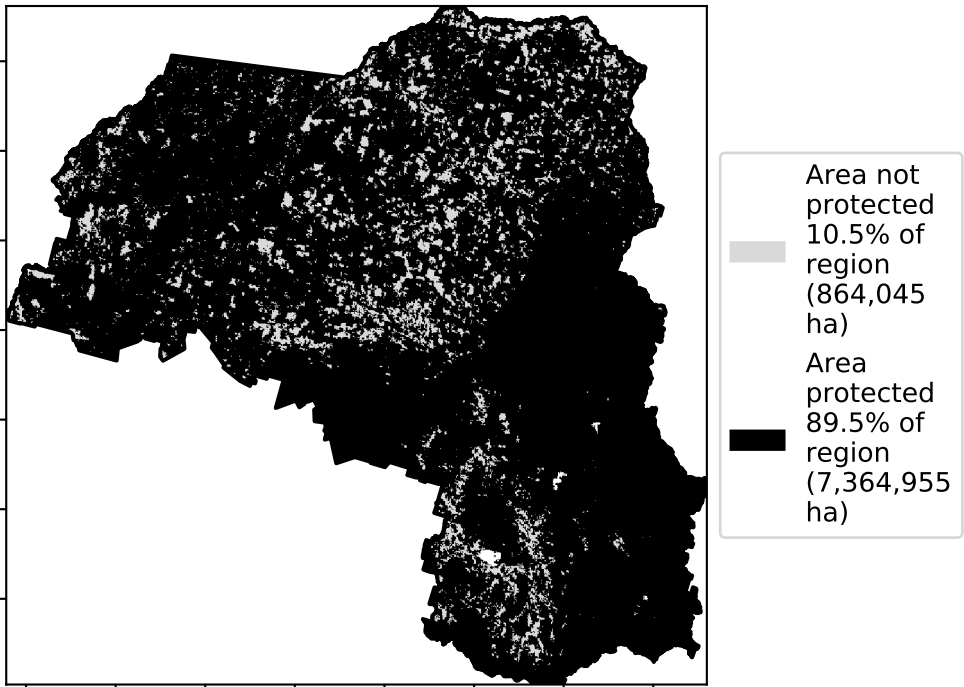 Area not
protected
10.5% of
region
(864,045
ha)
Area
protected
89.5% of
region
(7,364,955
ha)